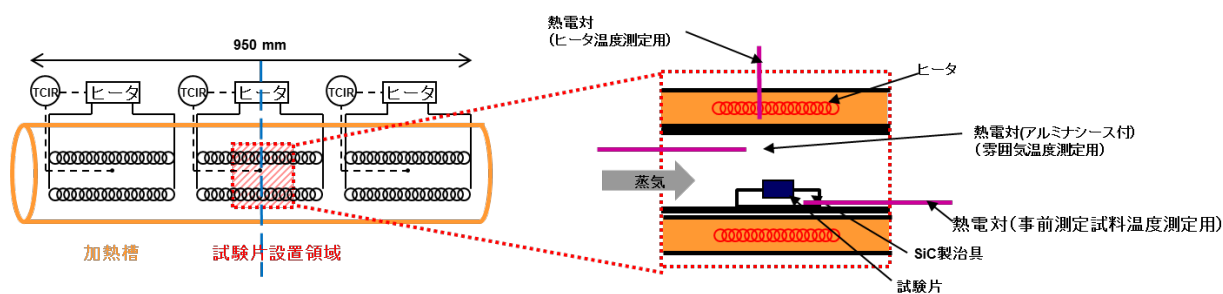 950 mm
TCIR
ヒータ
TCIR
ヒータ
TCIR
ヒータ
加熱槽
試験片設置領域
熱電対
(ヒータ温度測定用)
ヒータ
熱電対(アルミナシース付)
(雰囲気温度測定用)
蒸気
熱電対(事前測定試料温度測定用)
SiC製治具
試験片